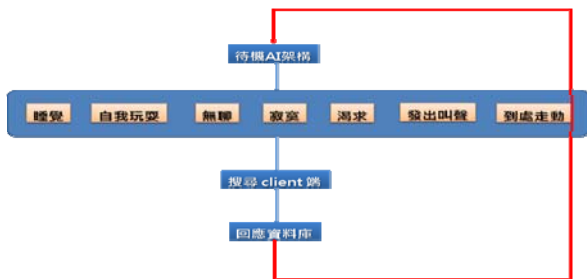 待機AI架構
睡覺 自我玩耍 無聊 寂寞 渴求 發出叫聲 到處走動
搜尋 client 端
回應資料庫